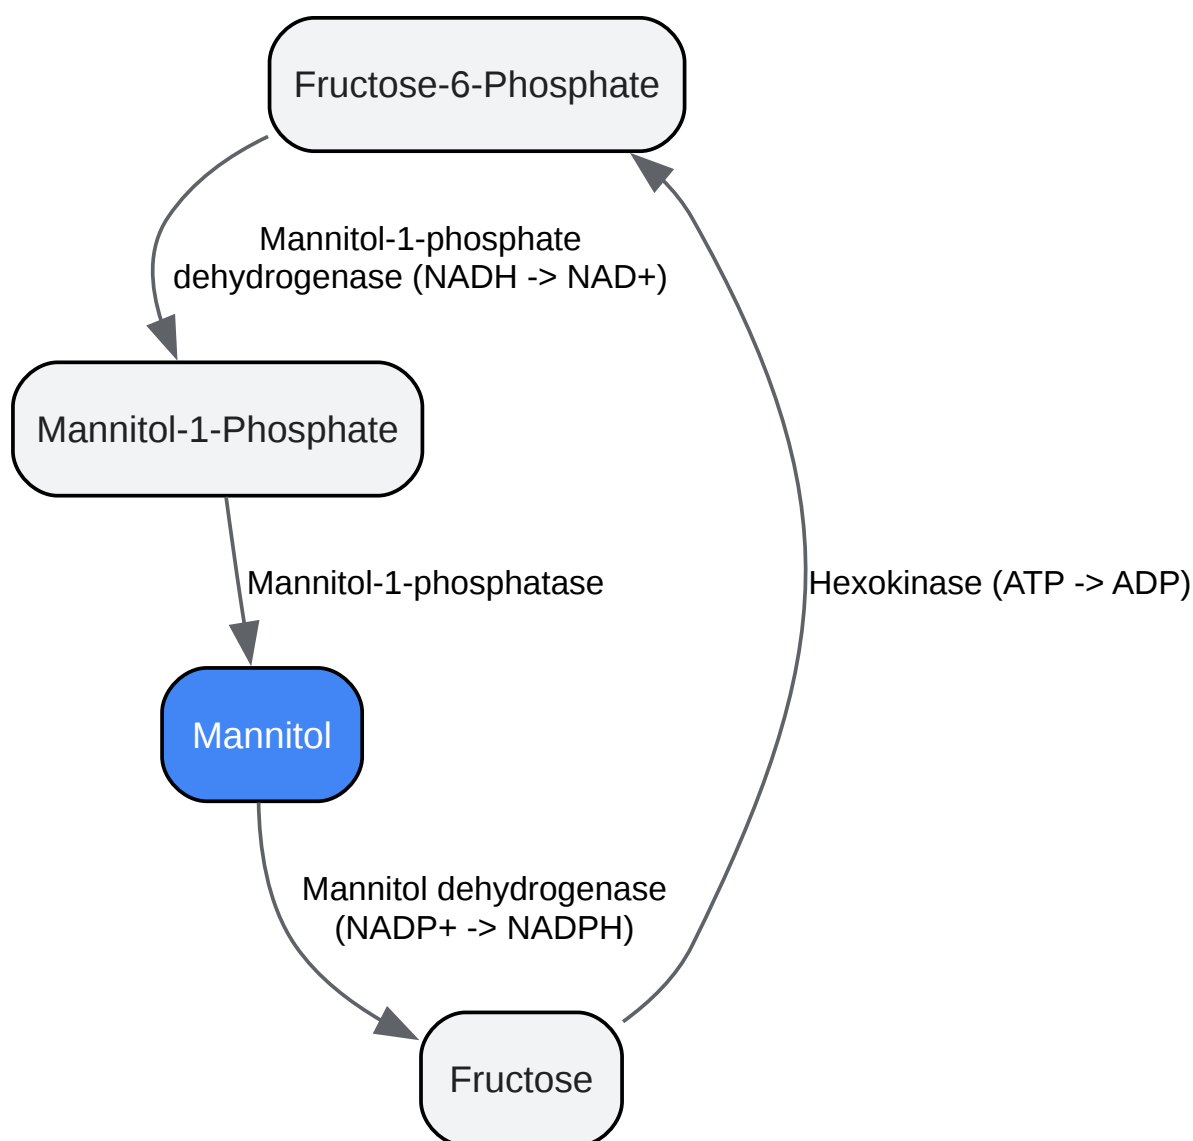 Fructose-6-Phosphate
Mannitol-1-phosphate
dehydrogenase (NADH -> NAD+)
Mannitol-1-Phosphate
Mannitol-1-phosphatase
Hexokinase (ATP -> ADP)
Mannitol
Mannitol dehydrogenase
(NADP+ -> NADPH)
Fructose